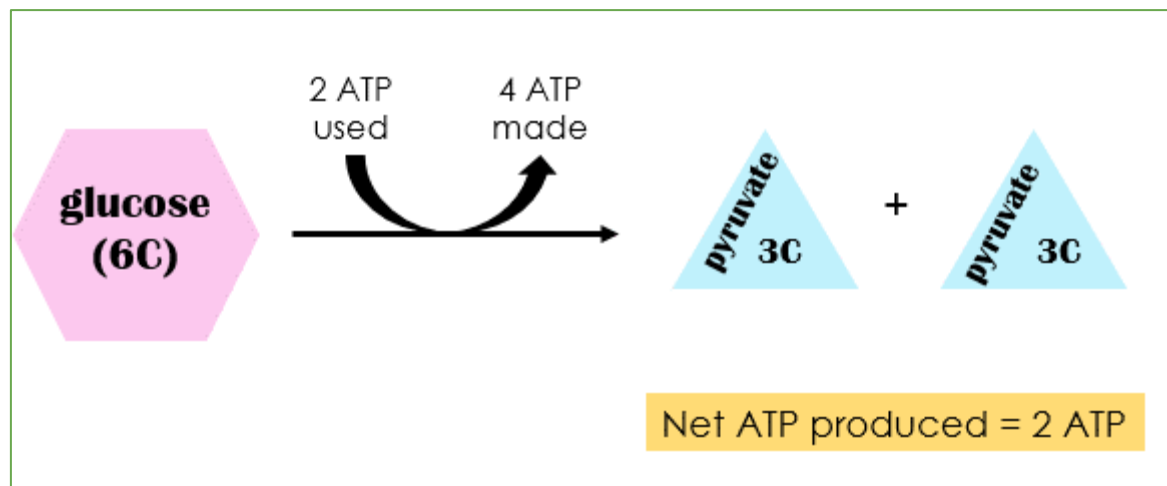 2 ATP
used
4 ATP
made
glucose
(6C)
pyruvate
3C
+
pyruvate
3C
Net ATP produced = 2 ATP